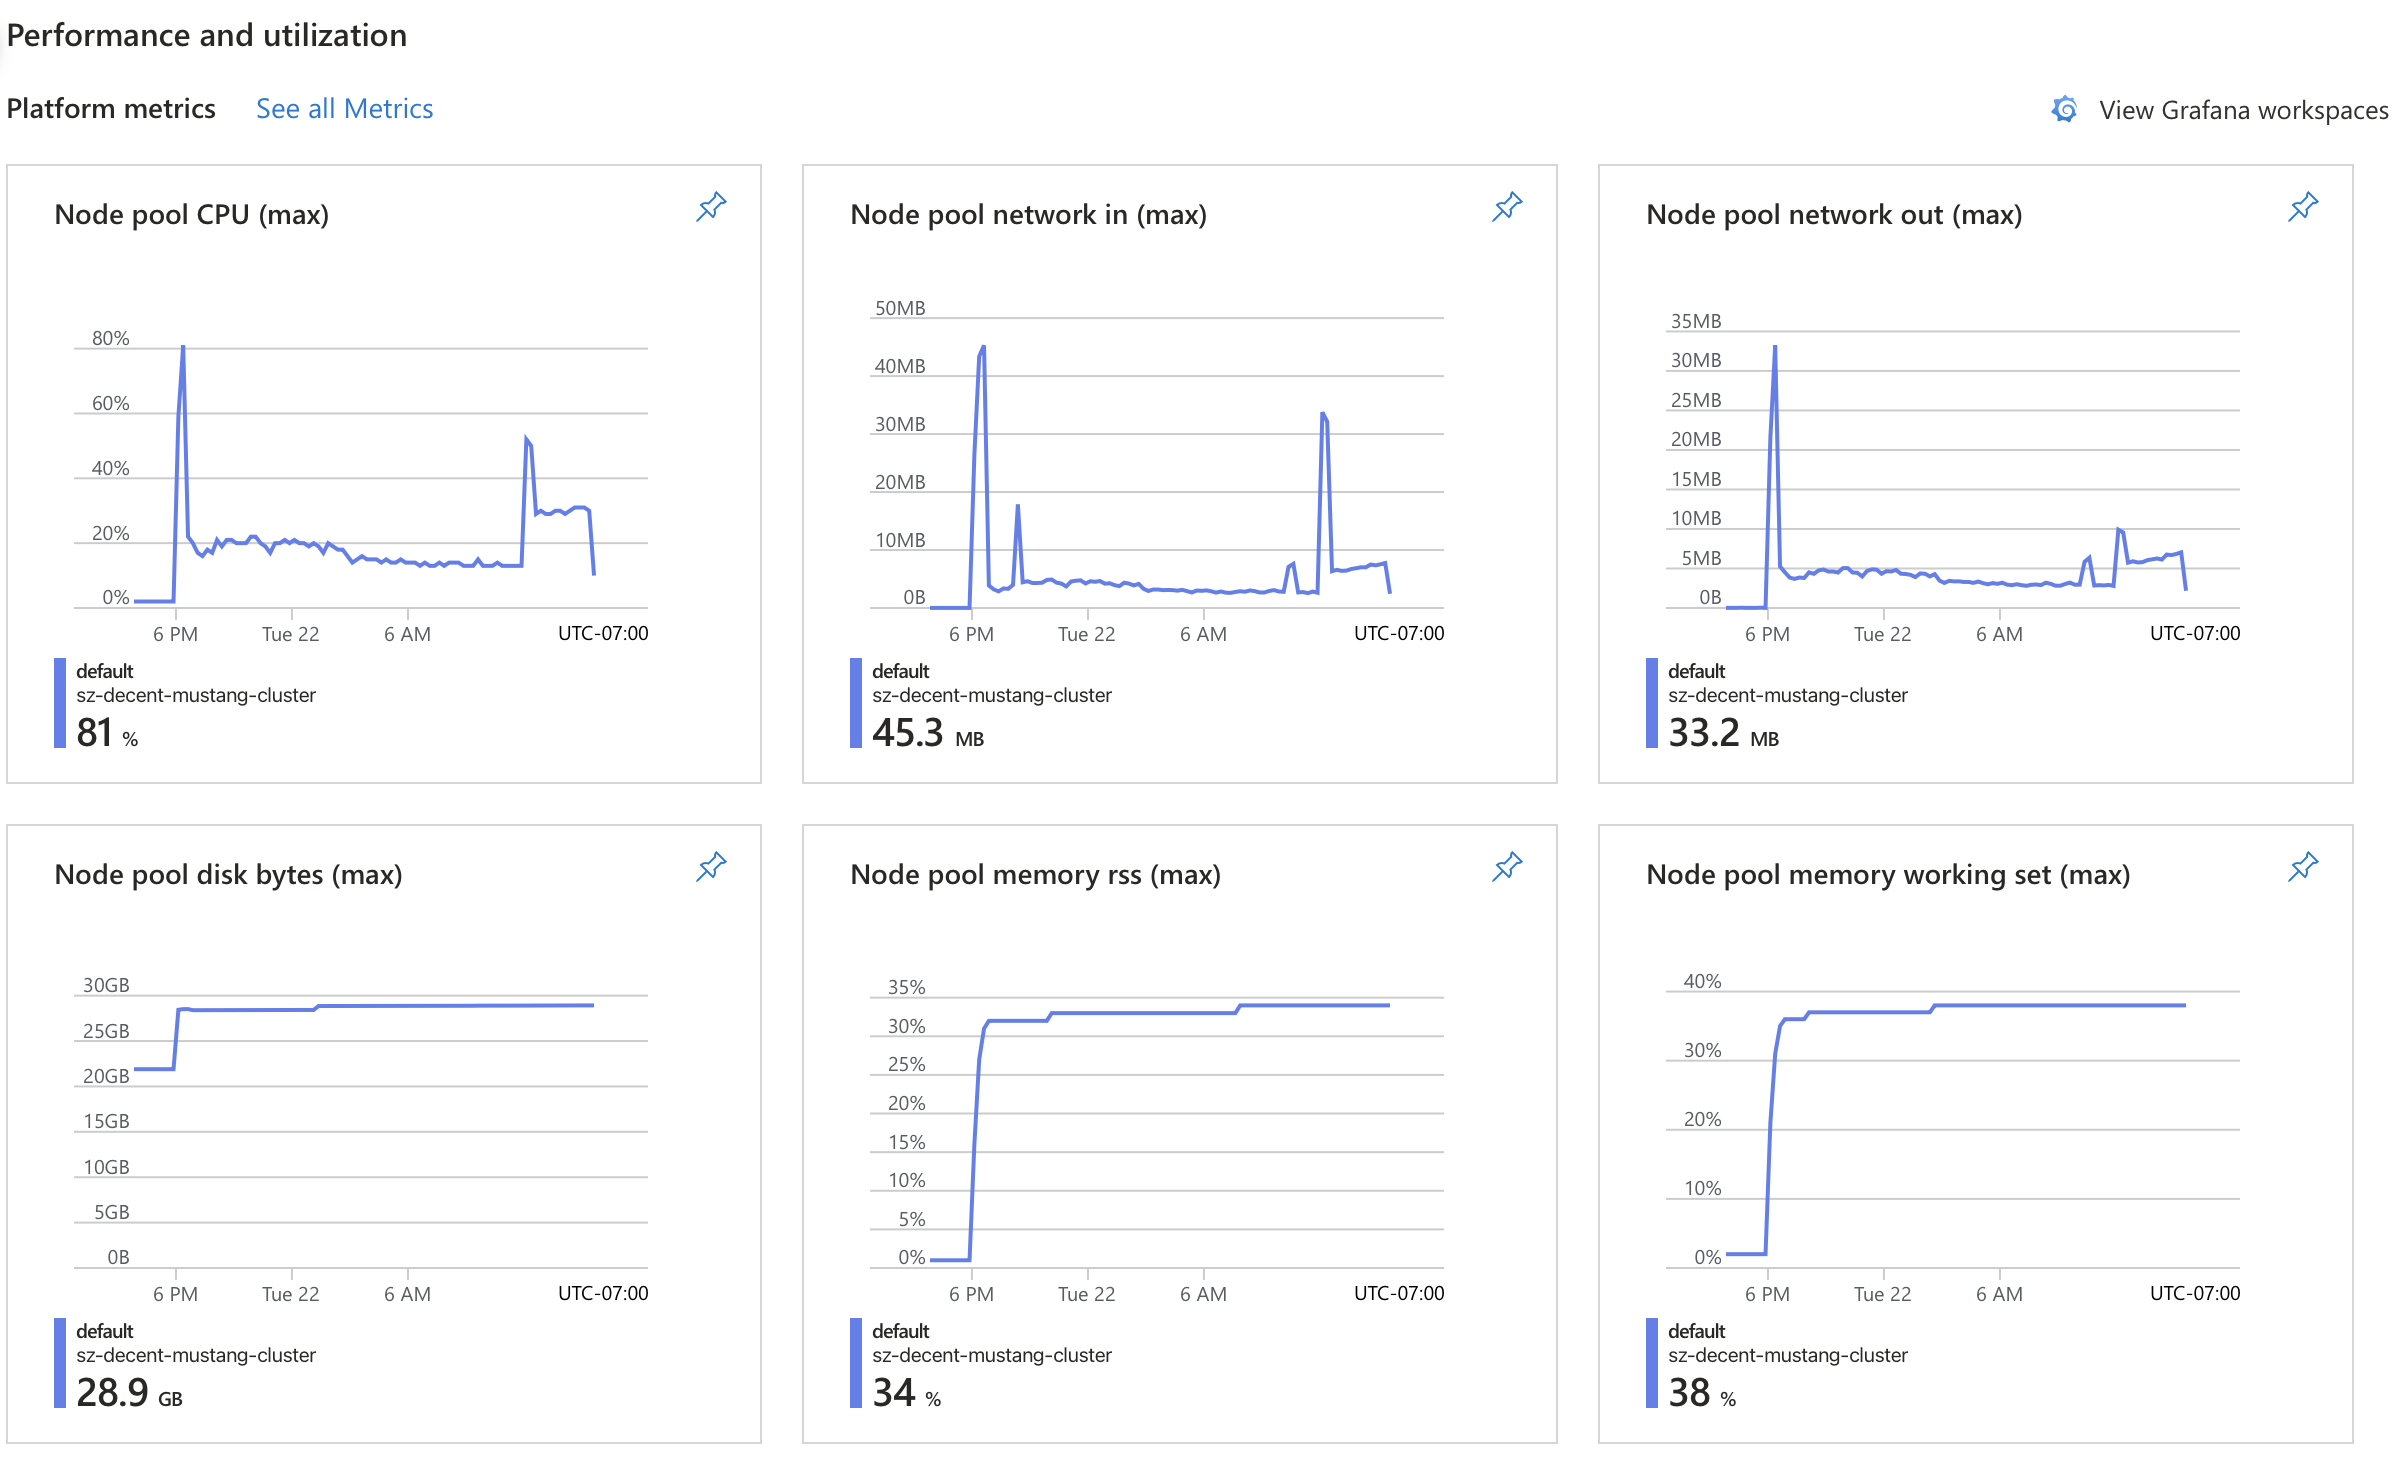 Performance and utilization
Platform metrics See all Metrics View Grafana workspaces
Node pool CPU (max)
80%
60%
40%
20%
0%
6 PM Tue 22 6 AM UTC-07:00
default
sz-decent-mustang-cluster
81 %
Node pool network in (max)
50MB
40MB
30MB
20MB
10MB
0B
6 PM Tue 22 6 AM UTC-07:00
default
sz-decent-mustang-cluster
45.3 MB
Node pool network out (max)
35MB
30MB
25MB
20MB
15MB
10MB
5MB
0B
6 PM Tue 22 6 AM UTC-07:00
default
sz-decent-mustang-cluster
33.2 MB
Node pool disk bytes (max)
30GB
25GB
20GB
15GB
10GB
5GB
0B
6 PM Tue 22 6 AM UTC-07:00
default
sz-decent-mustang-cluster
28.9 GB
Node pool memory rss (max)
35%
30%
25%
20%
15%
10%
5%
0%
6 PM Tue 22 6 AM UTC-07:00
default
sz-decent-mustang-cluster
34 %
Node pool memory working set (max)
40%
30%
20%
10%
0%
6 PM Tue 22 6 AM UTC-07:00
default
sz-decent-mustang-cluster
38 %